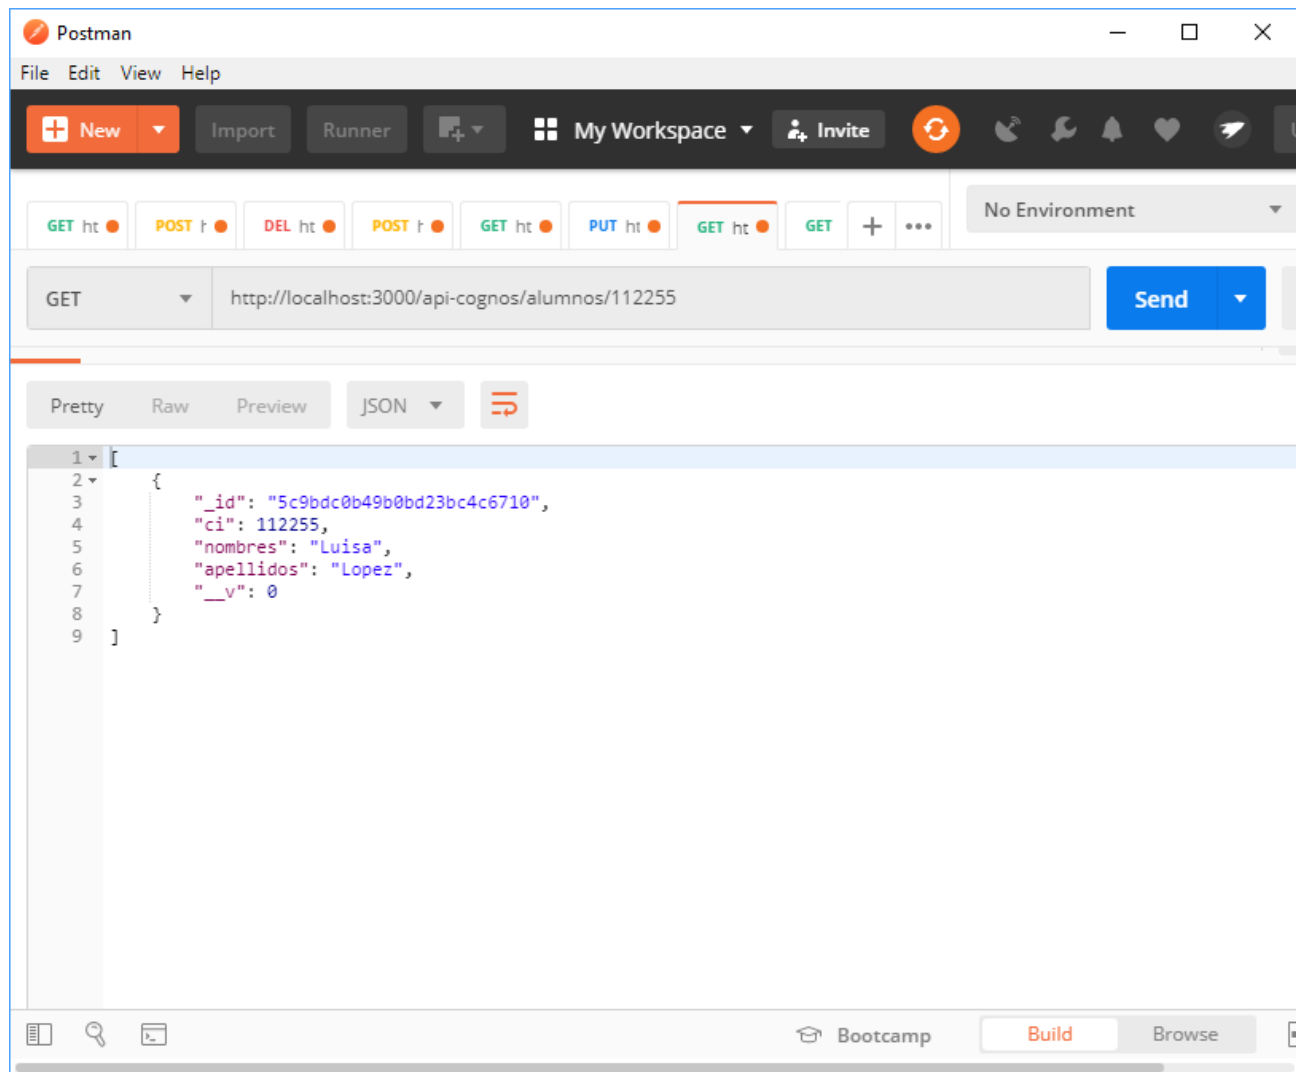 Postman
File Edit View Help
New Import Runner My Workspace Invite
GET ht POST h DEL ht POST h GET ht PUT ht GET ht GET No Environment
GET http://localhost:3000/api-cognos/alumnos/112255 Send
Pretty Raw Preview JSON
1 [
2 {
3 "_id": "5c9bdc0b49b0bd23bc4c6710",
4 "ci": 112255,
5 "nombres": "Luisa",
6 "apellidos": "Lopez",
7 "__v": 0
8 }
9 ]
Bootcamp Build Browse